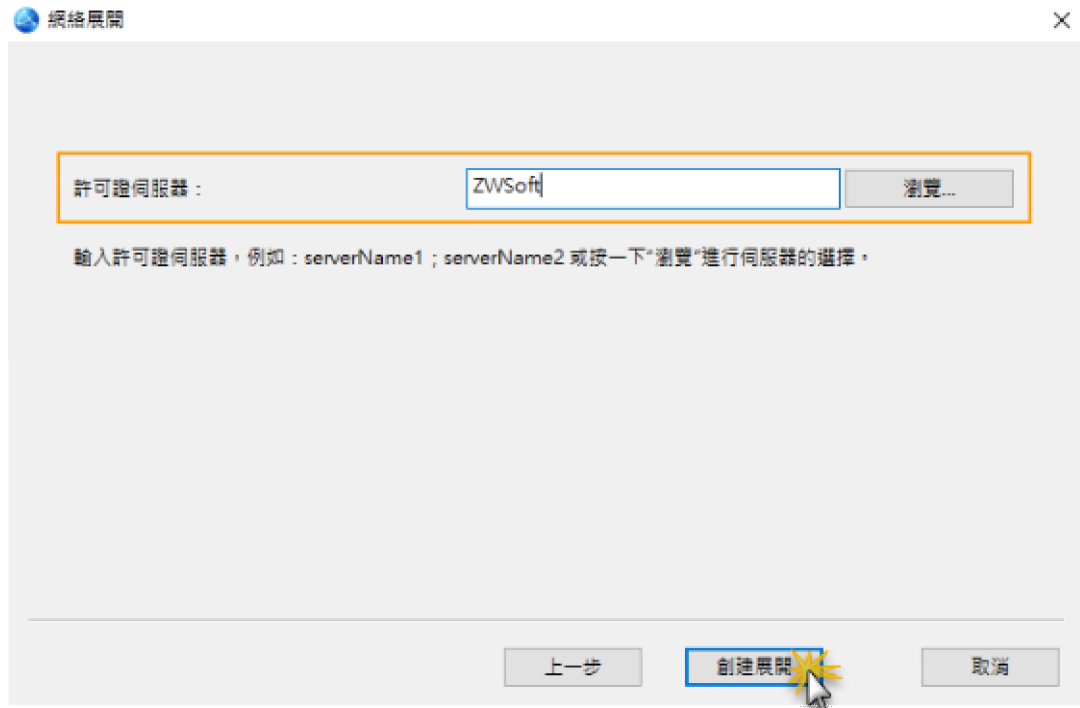 網絡展開
許可證伺服器：
ZWSoft
瀏覽...
輸入許可證伺服器，例如：serverName1；serverName2 或按一下"瀏覽"進行伺服器的選擇。
上一步
創建展開
取消